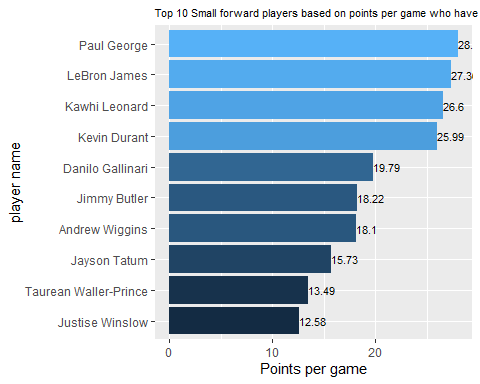 Top 10 Small forward players based on points per game who have
Paul George
28.
LeBron James
27.3
Kawhi Leonard
26.6
Kevin Durant
25.99
Danilo Gallinari
19.79
Jimmy Butler
18.22
Andrew Wiggins
18.1
Jayson Tatum
15.73
Taurean Waller-Prince
13.49
Justise Winslow
12.58
player name
0
10
20
Points per game